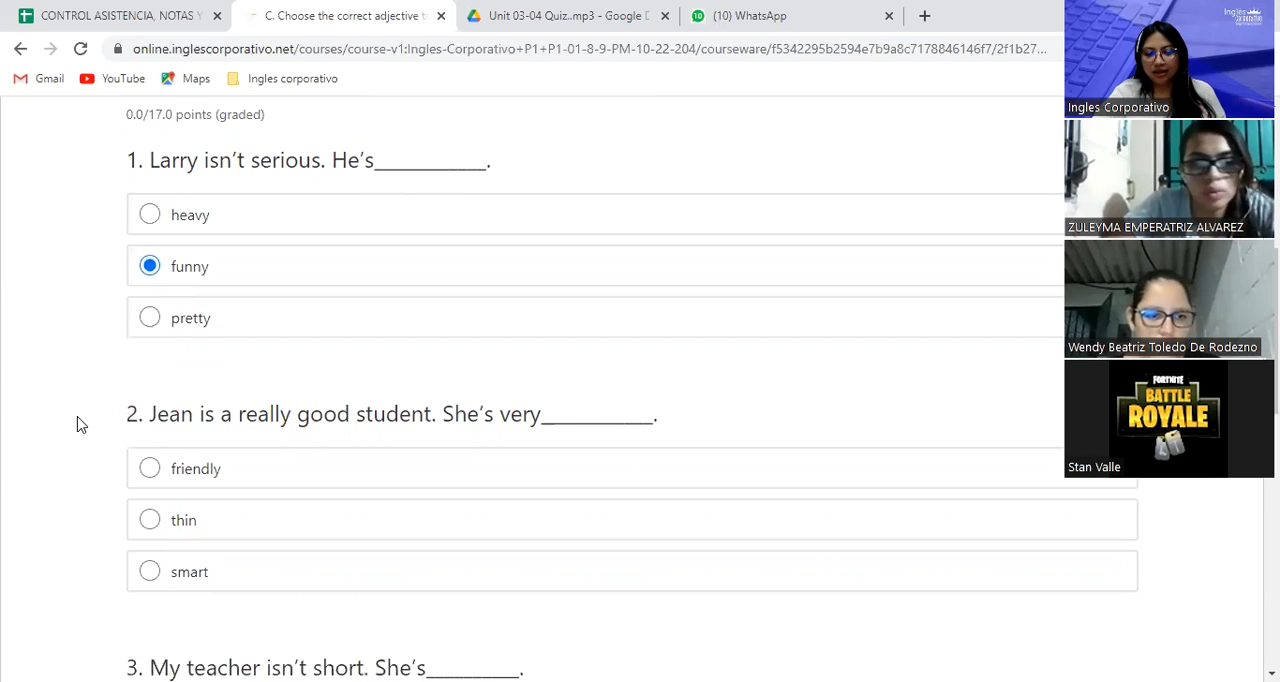 CONTROL ASISTENCIA, NOTAS Y
C. Choose the correct adjective t
Unit 03-04 Quiz..mp3 - Google D
(10) WhatsApp
online.inglescorporativo.net/courses/course-v1:Ingles-Corporativo+P1+P1-01-8-9-PM-10-22-204/courseware/f5342295b2594e7b9a8c7178846146f7/2f1b27...
Gmail
YouTube
Maps
Ingles corporativo
0.0/17.0 points (graded)
1. Larry isn't serious. He's___________.
heavy
funny
pretty
2. Jean is a really good student. She's very___________.
friendly
thin
smart
3. My teacher isn't short. She's__________.
Ingles Corporativo
ZULEYMA EMPERATRIZ ALVAREZ
Wendy Beatriz Toledo De Rodezno
FORTNITE
BATTLE
ROYALE
Stan Valle